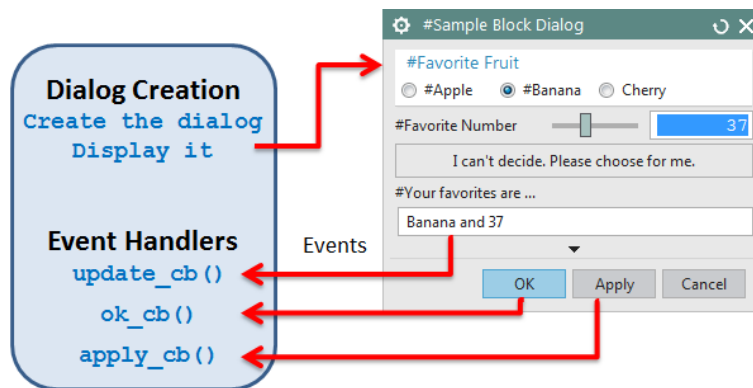 Dialog Creation
Create the dialog
Display it
Event Handlers
update_cb()
ok_cb()
apply_cb()
Events
#Sample Block Dialog
#Favorite Fruit
#Apple #Banana Cherry
#Favorite Number 37
I can't decide. Please choose for me.
#Your favorites are ...
Banana and 37
OK Apply Cancel